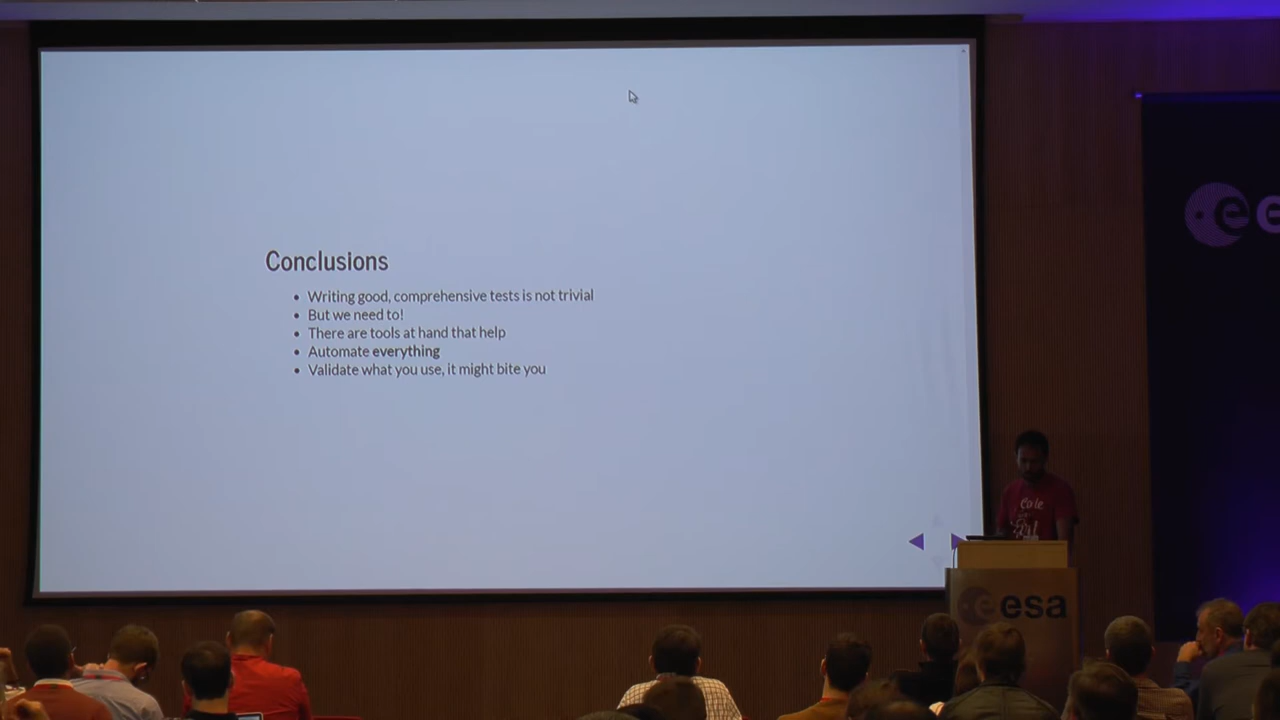 Conclusions
Writing good, comprehensive tests is not trivial
But we need to!
There are tools at hand that help
Automate everything
Validate what you use, it might bite you
esa